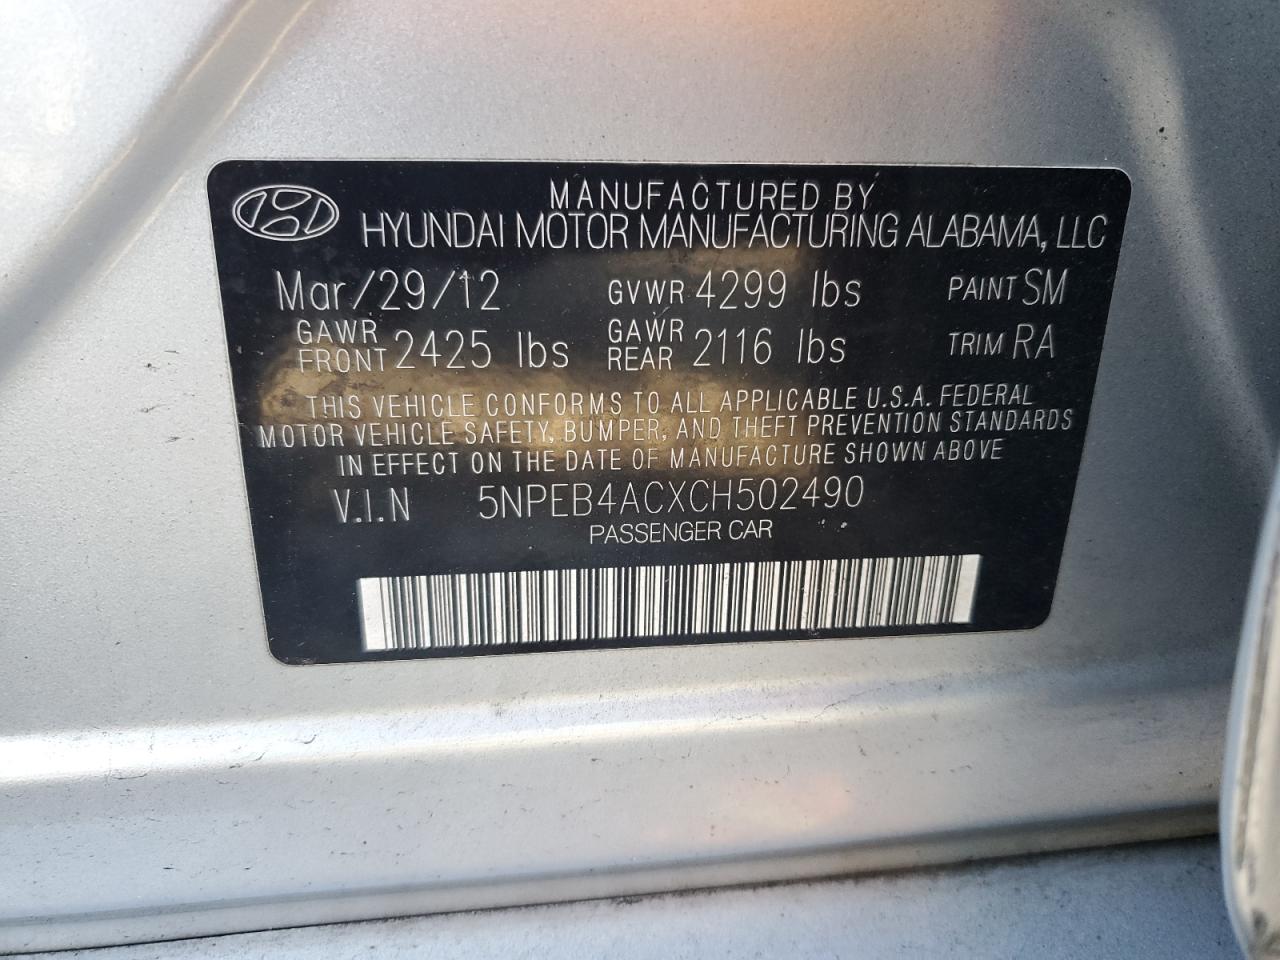 MANUFACTURED BY
HYUNDAI MOTOR MANUFACTURING ALABAMA, LLC
Mar/29/12 GVWR 4299 lbs PAINT SM
GAWR FRONT 2425 lbs GAWR REAR 2116 lbs TRIM RA
THIS VEHICLE CONFORMS TO ALL APPLICABLE U.S.A. FEDERAL
MOTOR VEHICLE SAFETY, BUMPER, AND THEFT PREVENTION STANDARDS
IN EFFECT ON THE DATE OF MANUFACTURE SHOWN ABOVE
V.I.N 5NPEB4ACXCH502490
PASSENGER CAR